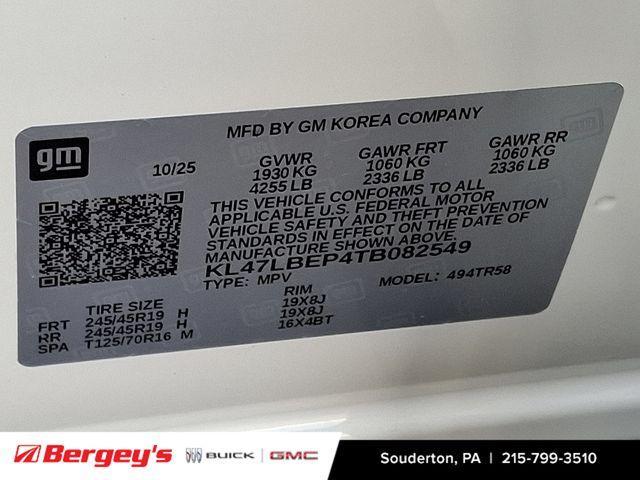 MFD BY GM KOREA COMPANY
gm
10/25
GVWR
1930 KG
4255 LB
GAWR FRT
1060 KG
2336 LB
GAWR RR
1060 KG
2336 LB
THIS VEHICLE CONFORMS TO ALL
APPLICABLE U.S. FEDERAL MOTOR
VEHICLE SAFETY AND THEFT PREVENTION
STANDARDS IN EFFECT ON THE DATE OF
MANUFACTURE SHOWN ABOVE
KL47LBEP4TB082549
TYPE: MPV
MODEL: 494TR58
TIRE SIZE
RIM
FRT 245/45R19 H 19X8J
RR 245/45R19 H 19X8J
SPA T125/70R16 M 16X4BT
Bergey's BUICK GMC
Souderton, PA | 215-799-3510